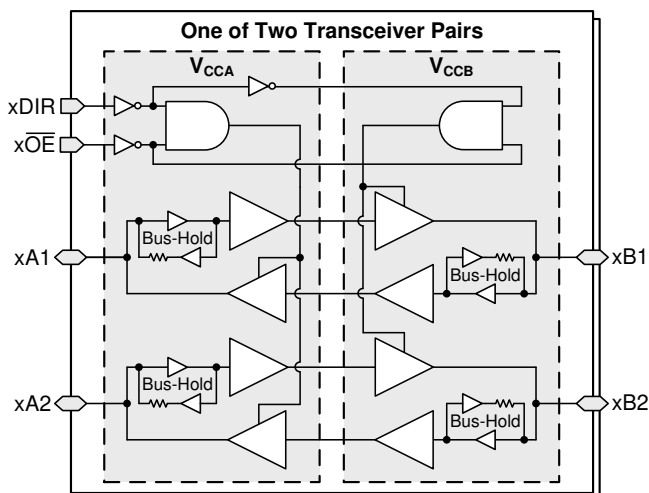 One of Two Transceiver Pairs
VCCA
VCCB
xDIR
xOE
Bus-Hold
xA1
Bus-Hold
xB1
Bus-Hold
xA2
Bus-Hold
xB2